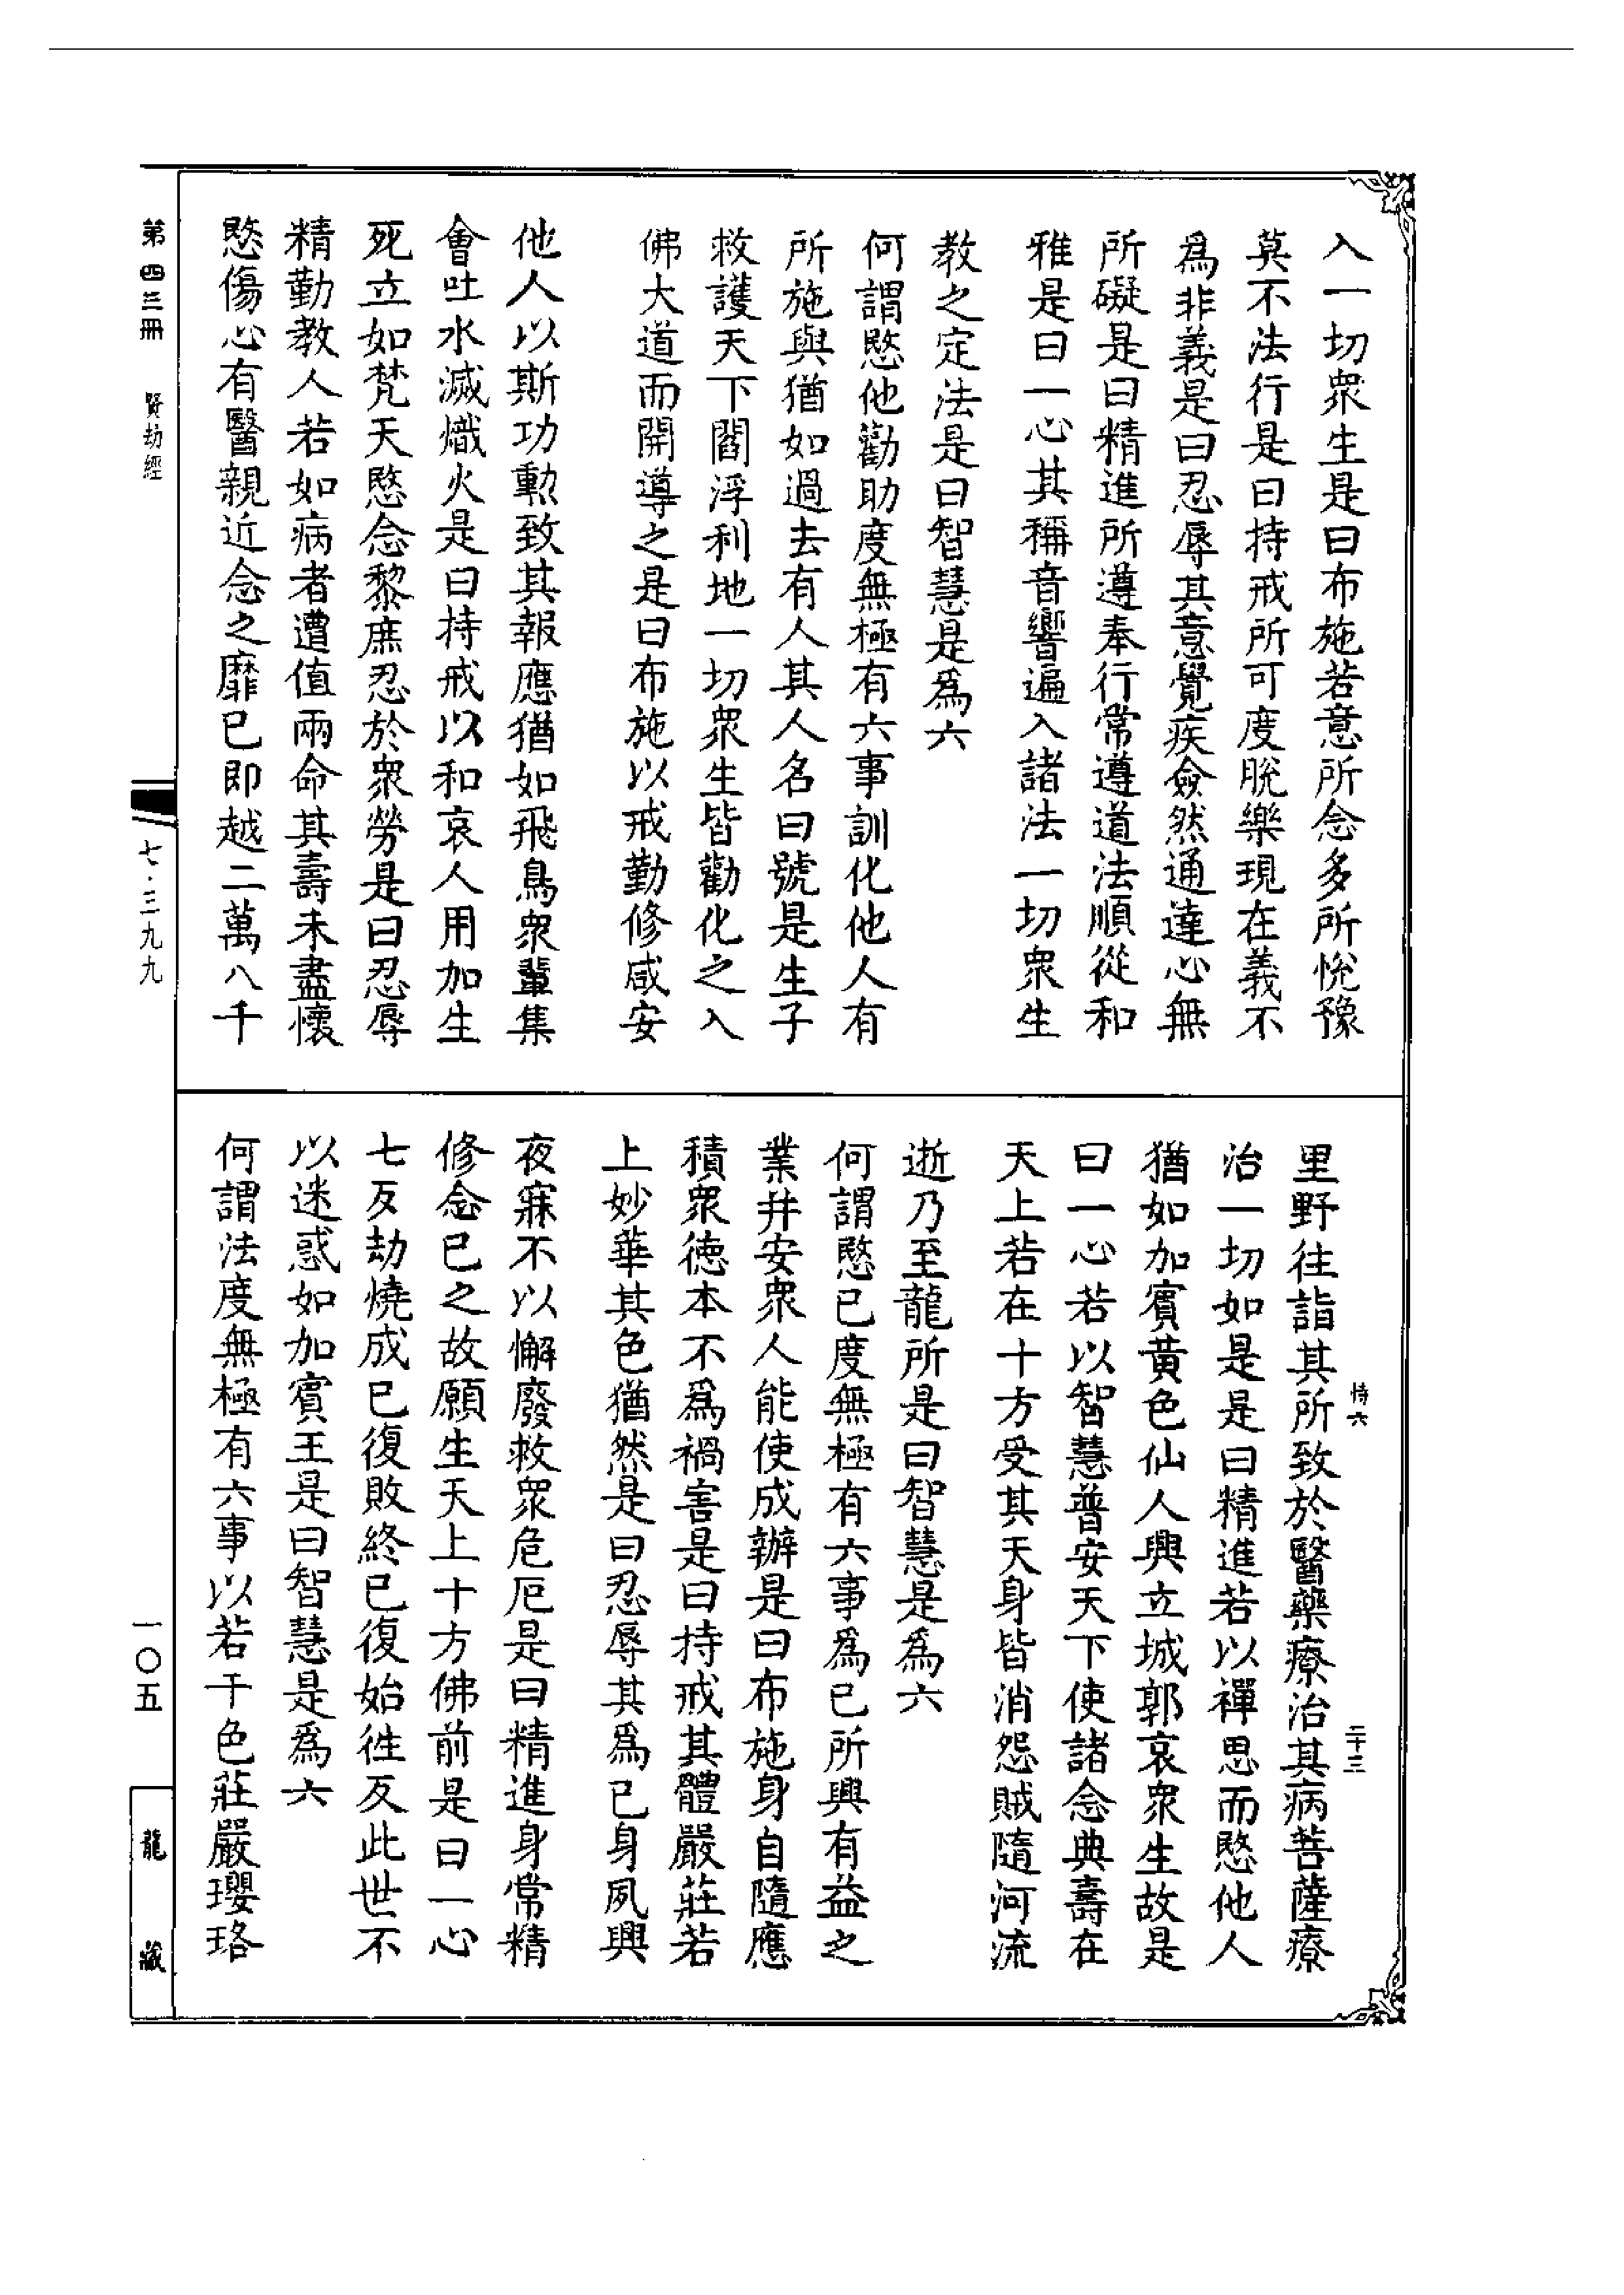 入一切衆生是曰布施若意所念多所悅豫
莫不法行是曰持戒所可度脫樂現在義不
爲非義是曰忍辱其意覺疾僉然通達心無
所礙是曰精進所遵奉行常遵道法順從和
雅是曰一心其稱音響遍入諸法一切衆生
教之定法是曰智慧是爲六
何謂愍他勸助度無極有六事訓化他人有
所施與猶如過去有人其人名曰號是生子
救護天下閻浮利地一切衆生皆勸化之入
佛大道而開導之是曰布施以戒勤修咸安
他人以斯功勳致其報應猶如飛鳥衆輩集
會吐水滅熾火是曰持戒以和哀人用加生
死立如梵天愍念黎庶忍於衆勞是曰忍辱
精勤教人若如病者遭值兩命其壽未盡懷
愍傷心有醫親近念之靡已即越二萬八千
里野往詣其所致於醫藥療治其病菩薩療
治一切如是是曰精進若以禪思而愍他人
猶如加賓黃色仙人興立城郭哀衆生故是
曰一心若以智慧普安天下使諸念典壽在
天上若在十方受其天身皆消怨賊隨河流
逝乃至龍所是曰智慧是爲六
何謂愍已度無極有六事爲已所興有益之
業并安衆人能使成辦是曰布施身自隨應
積衆德本不爲禍害是曰持戒其體嚴莊若
上妙華其色猶然是曰忍辱其爲已身夙興
夜寐不以懈廢救衆危厄是曰精進身常精
修念已之故願生天上十方佛前是曰一心
七反劫燒成已復敗終已復始徃反此世不
以迷惑如加賓王是曰智慧是爲六
何謂法度無極有六事以若干色莊嚴瓔珞
恃六 二十三
第四三冊 賢劫經
七·三九九
一〇五
龍藏